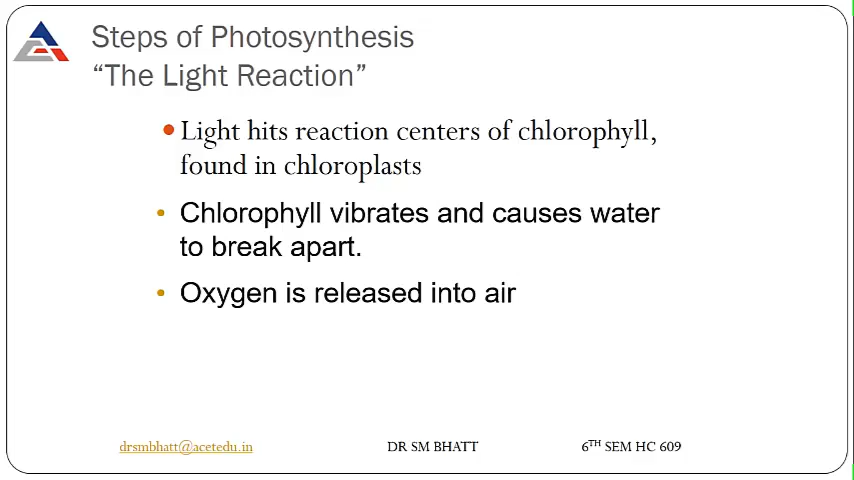 Steps of Photosynthesis
“The Light Reaction”
Light hits reaction centers of chlorophyll,
found in chloroplasts
Chlorophyll vibrates and causes water
to break apart.
Oxygen is released into air
drsmbhatt@acetedu.in DR SM BHATT 6TH SEM HC 609